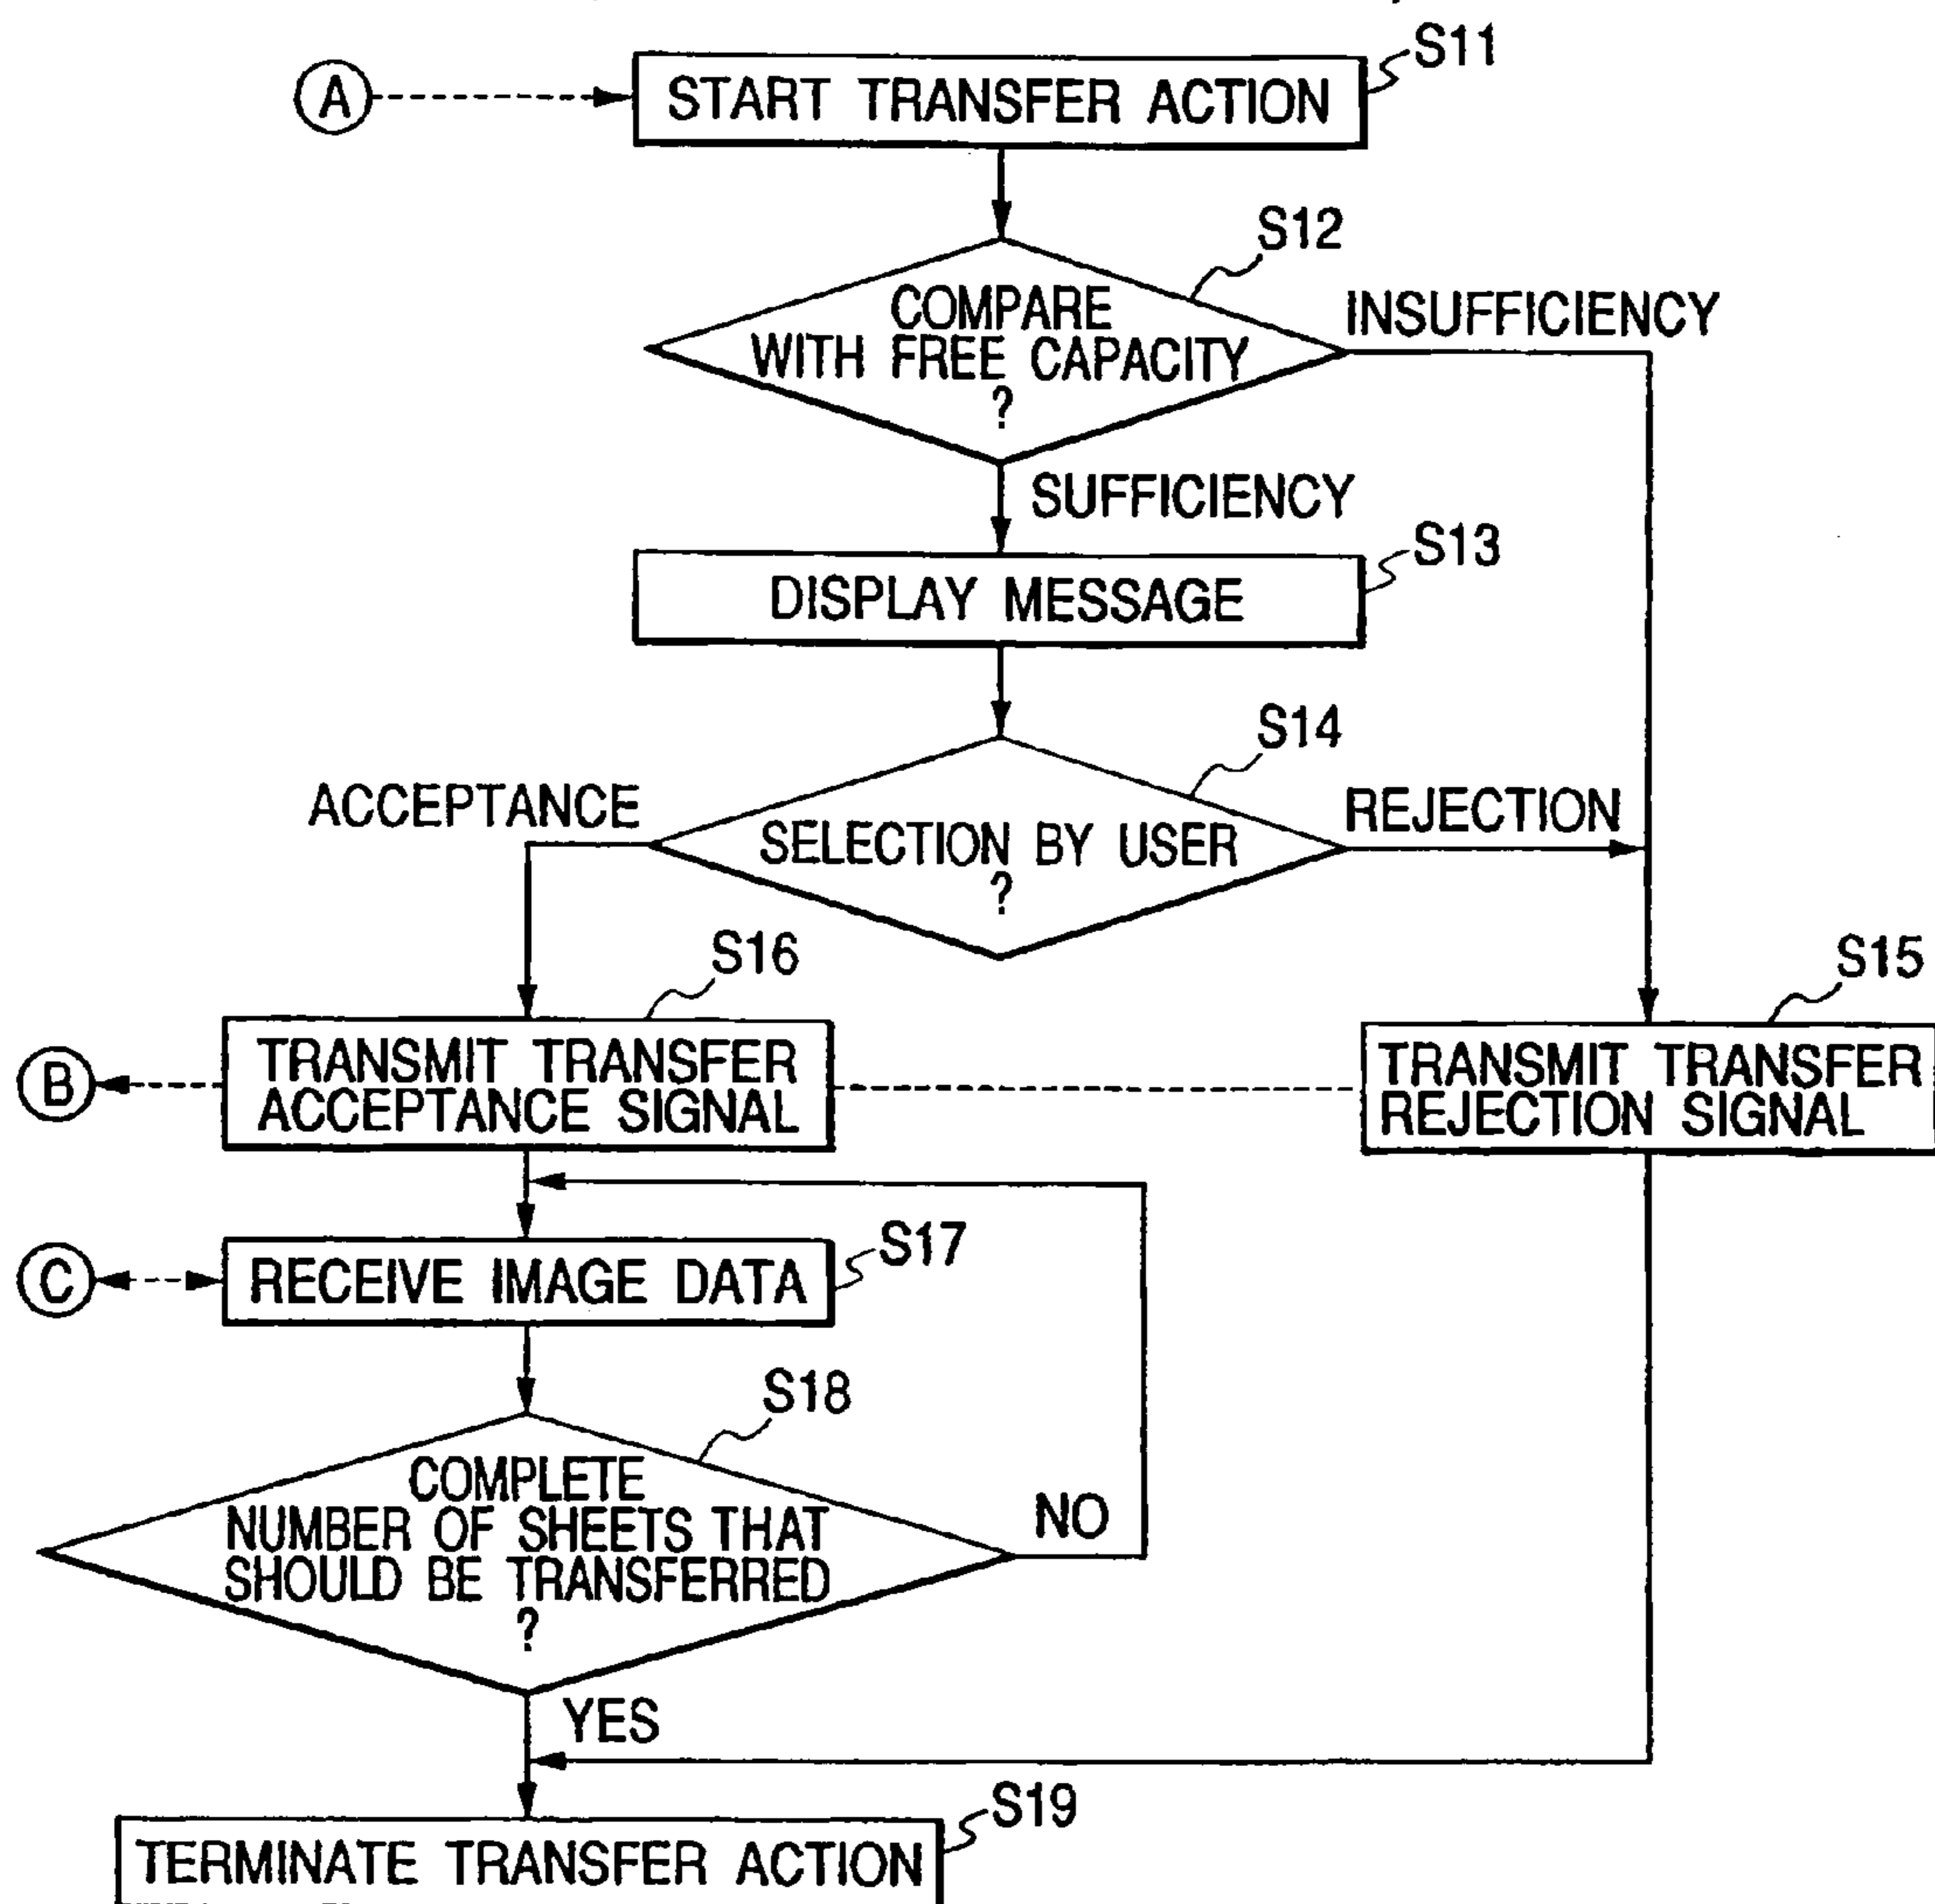 S11
A
START TRANSFER ACTION
S12
COMPARE
WITH FREE CAPACITY
?
INSUFFICIENCY
SUFFICIENCY
S13
DISPLAY MESSAGE
S14
ACCEPTANCE
SELECTION BY USER
?
REJECTION
S16
S15
B
TRANSMIT TRANSFER
ACCEPTANCE SIGNAL
TRANSMIT TRANSFER
REJECTION SIGNAL
S17
C
RECEIVE IMAGE DATA
S18
COMPLETE
NUMBER OF SHEETS THAT
SHOULD BE TRANSFERRED
?
NO
YES
S19
TERMINATE TRANSFER ACTION